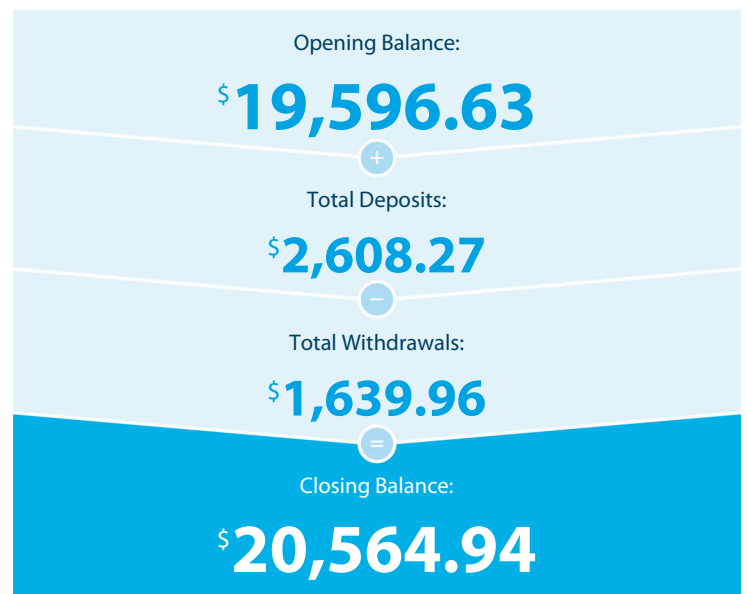 Opening Balance:
$19,596.63
+
Total Deposits:
$2,608.27
−
Total Withdrawals:
$1,639.96
=
Closing Balance:
$20,564.94